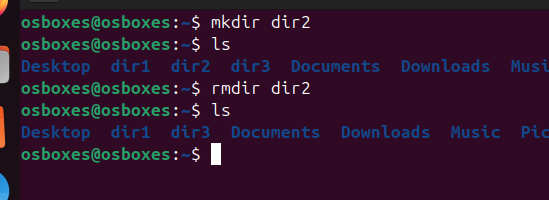 osboxes@osboxes:~$ mkdir dir2
osboxes@osboxes:~$ ls
Desktop dir1 dir2 dir3 Documents Downloads Musi
osboxes@osboxes:~$ rmdir dir2
osboxes@osboxes:~$ ls
Desktop dir1 dir3 Documents Downloads Music Pic
osboxes@osboxes:~$